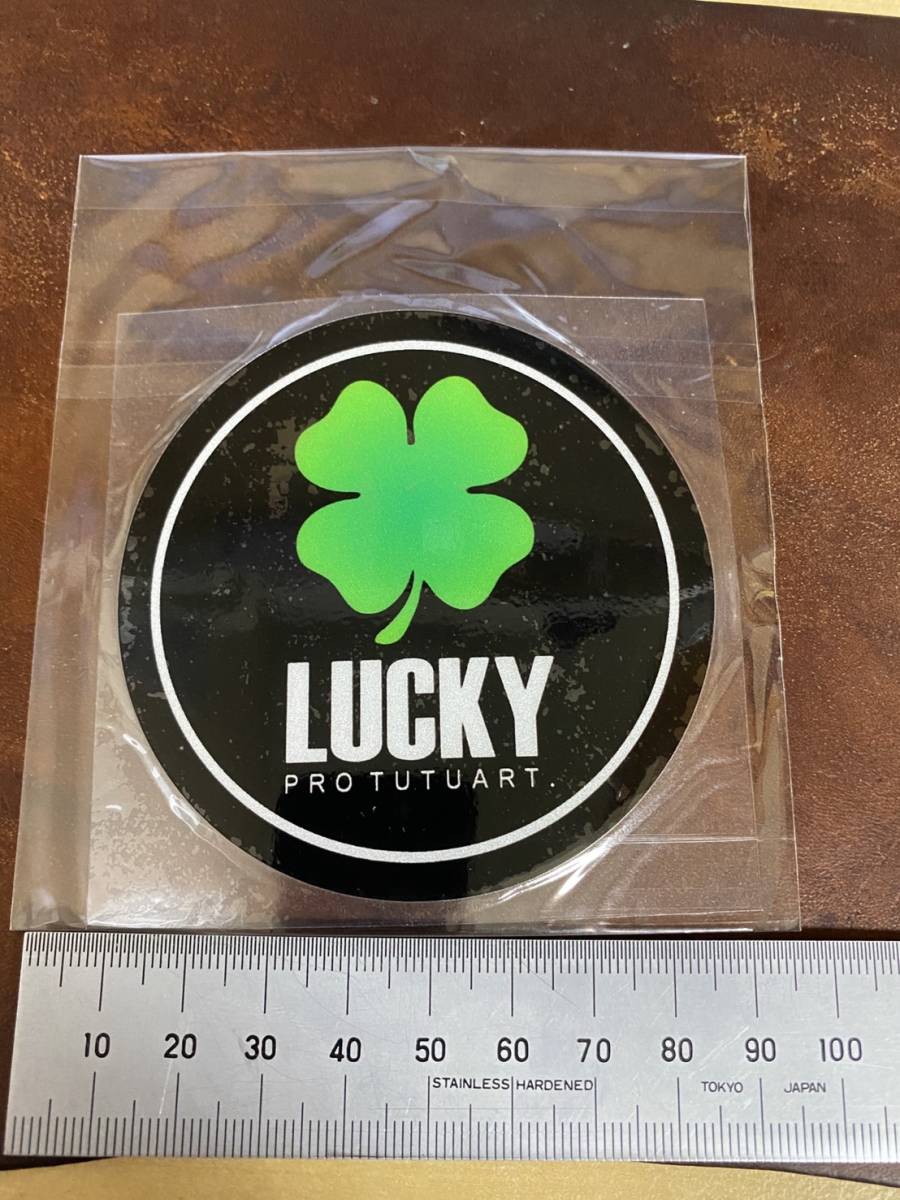 LUCKY
PRO TUTUART.
10 20 30 40 50 60 70 80 90 100
STAINLESS HARDENED TOKYO JAPAN